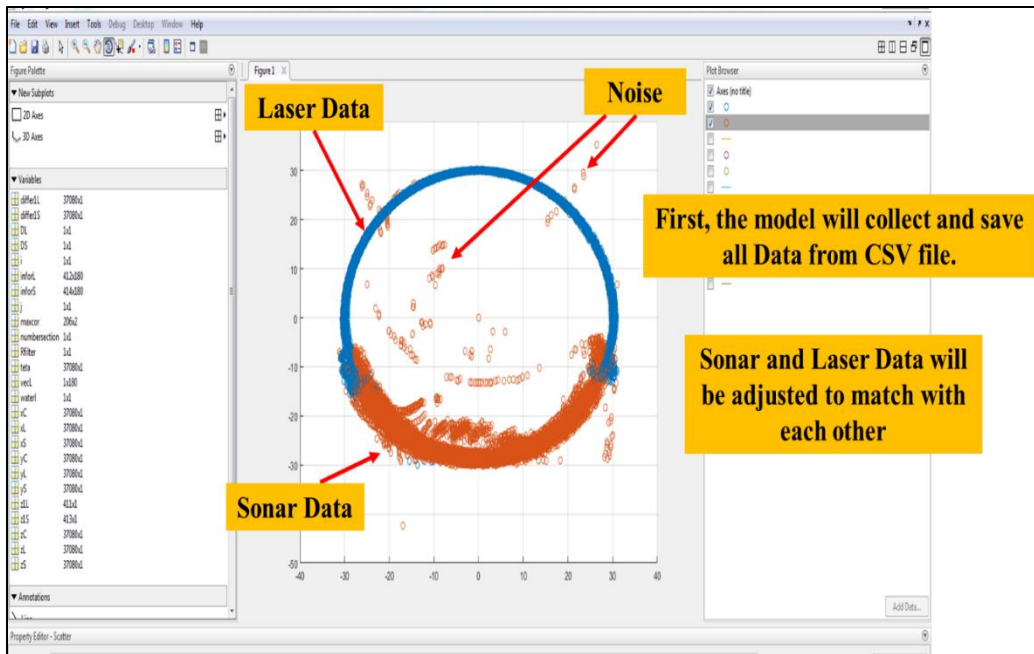 File Edit View Insert Tools Debug Desktop Window Help
Figure Palette
Figure 1
Plot Browser
New Subplots
2D Axes
3D Axes
Variables
differ1L 37080x1
differ1S 37080x1
DL 1x1
DS 1x1
i 1x1
inforL 412x180
inforS 414x180
j 1x1
maxcor 206x2
numbersection 1x1
Rfilter 1x1
teta 37080x1
vecL 1x180
waterl 1x1
xC 37080x1
xL 37080x1
xS 37080x1
yC 37080x1
yL 37080x1
yS 37080x1
z1L 411x1
z1S 413x1
zC 37080x1
zL 37080x1
zS 37080x1
Annotations
Line
Property Editor - Scatter
Laser Data
Noise
Sonar Data
30
20
10
0
-10
-20
-30
-50
-40 -30 -20 -10 0 10 20 30 40
Axes (no title)
First, the model will collect and save
all Data from CSV file.
Sonar and Laser Data will
be adjusted to match with
each other
Add Data...